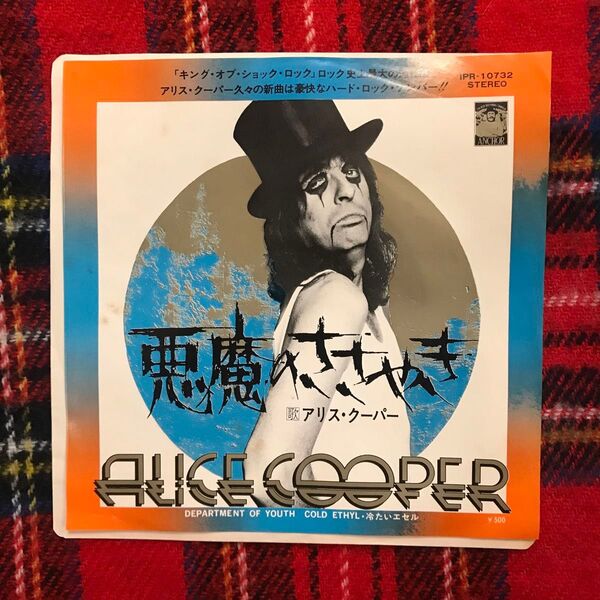 「キング・オブ・ショック・ロック」ロック史上最大の
アリス・クーパー久々の新曲は豪快なハード・ロック・ナンバー!!
IPR-10732
STEREO
ANCHOR
悪魔のささやき
歌 アリス・クーパー
ALICE COOPER
DEPARTMENT OF YOUTH COLD ETHYL・冷たいエセル
¥500